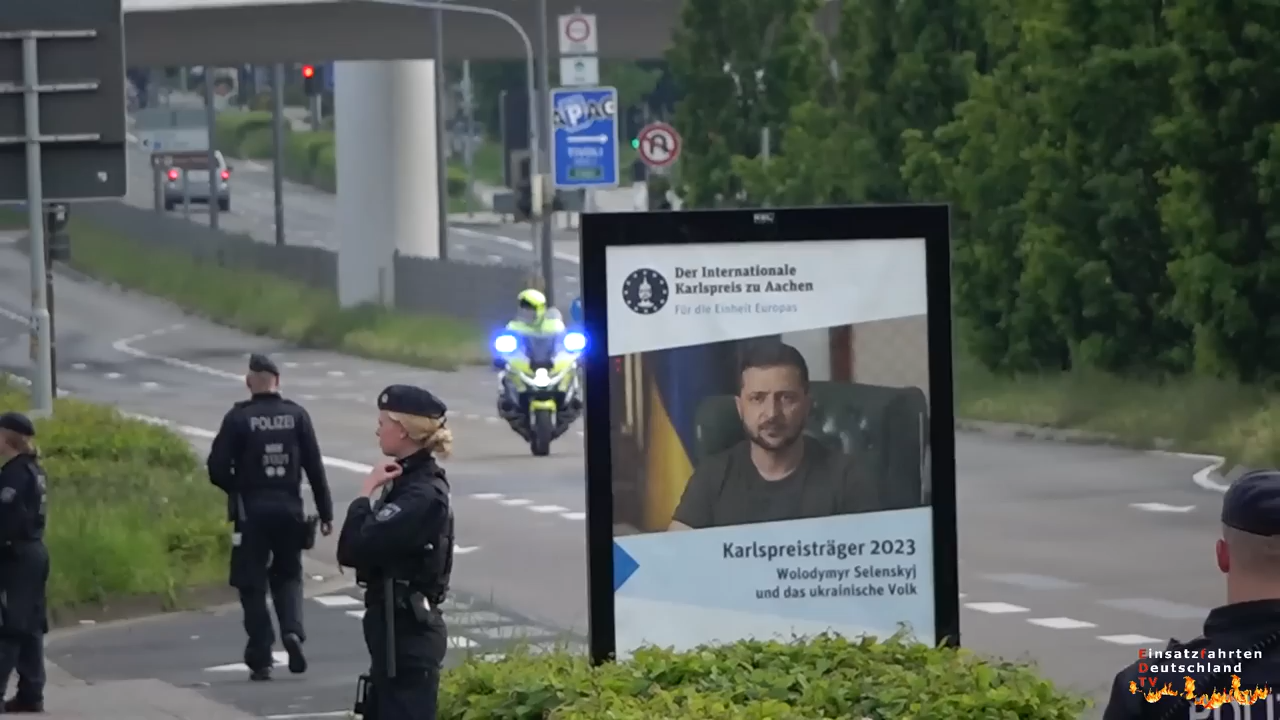 APAG
P
TIVOLI
POLIZEI
Der Internationale
Karlspreis zu Aachen
Für die Einheit Europas
Karlspreisträger 2023
Wolodymyr Selenskyj
und das ukrainische Volk
Einsatzfahrten
Deutschland
TV